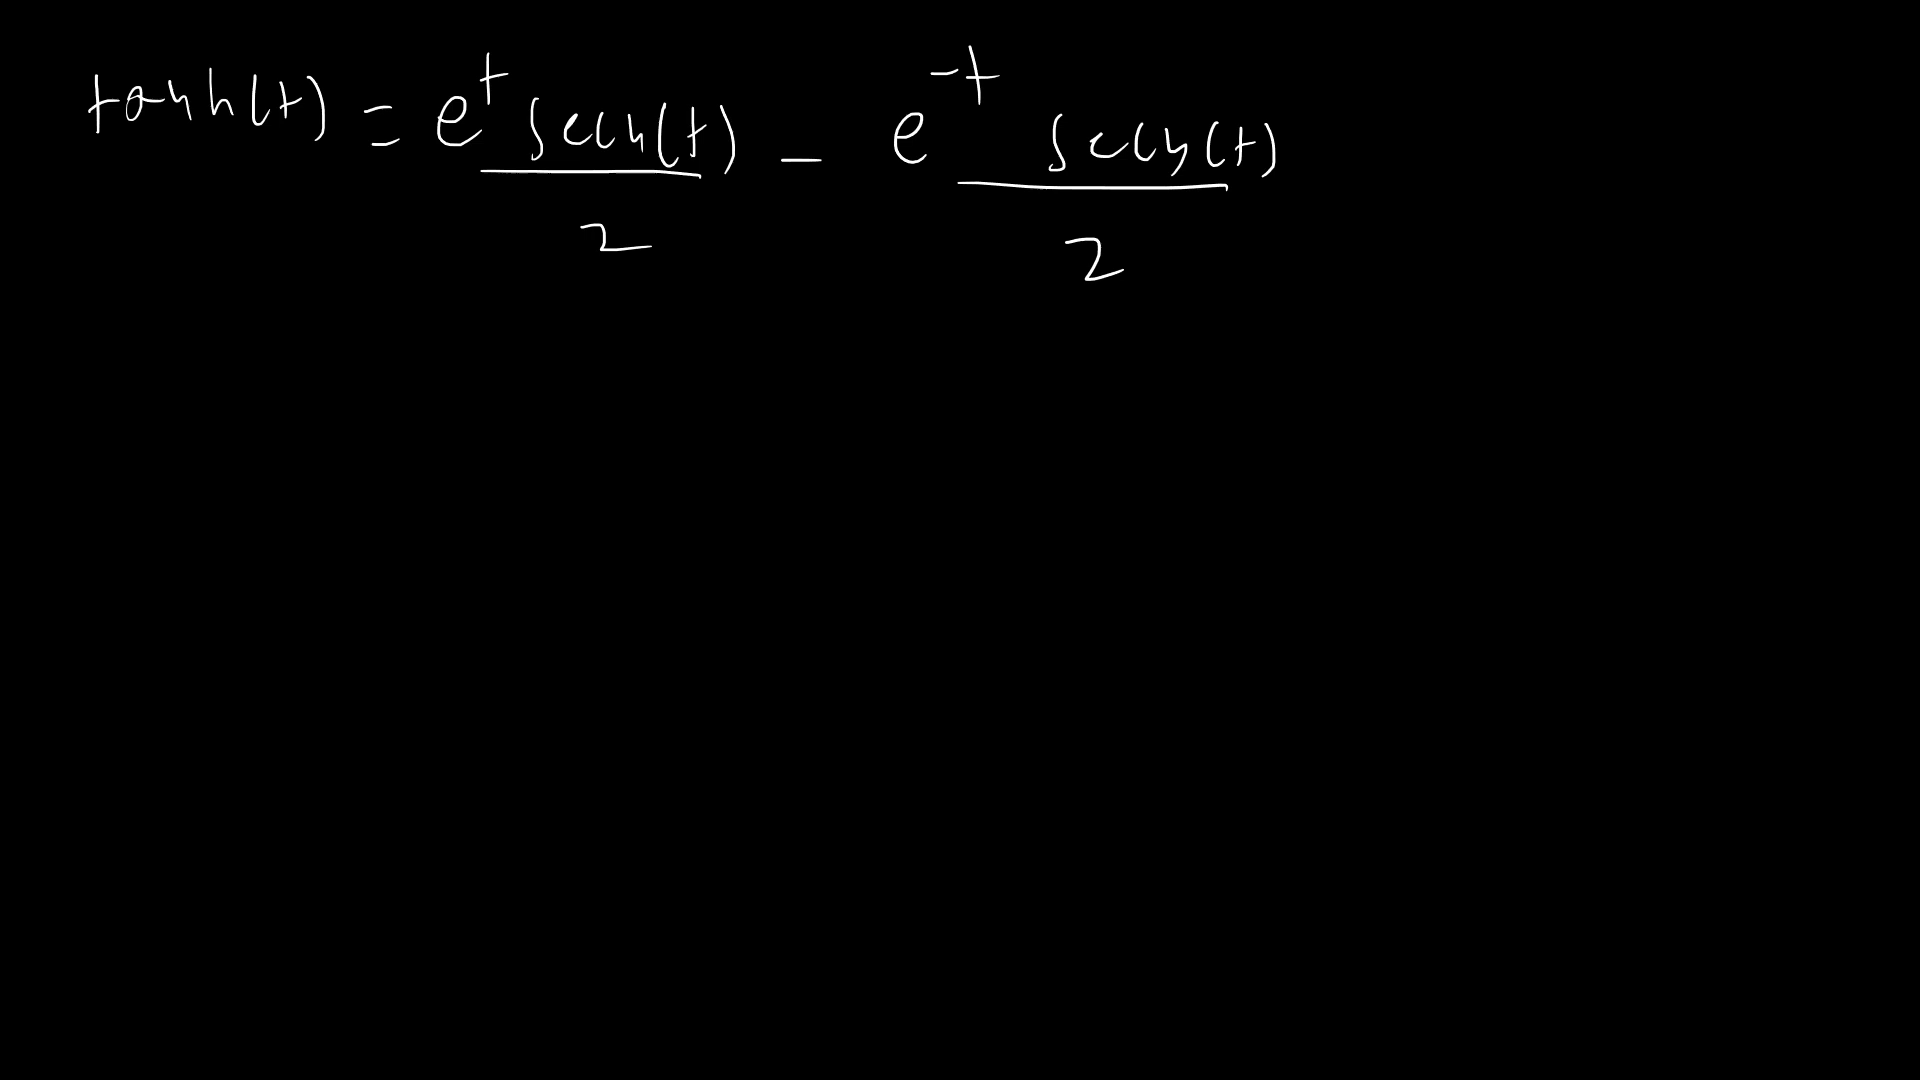 tanh(t) = e^t sech(t)/2 - e^-t sech(t)/2